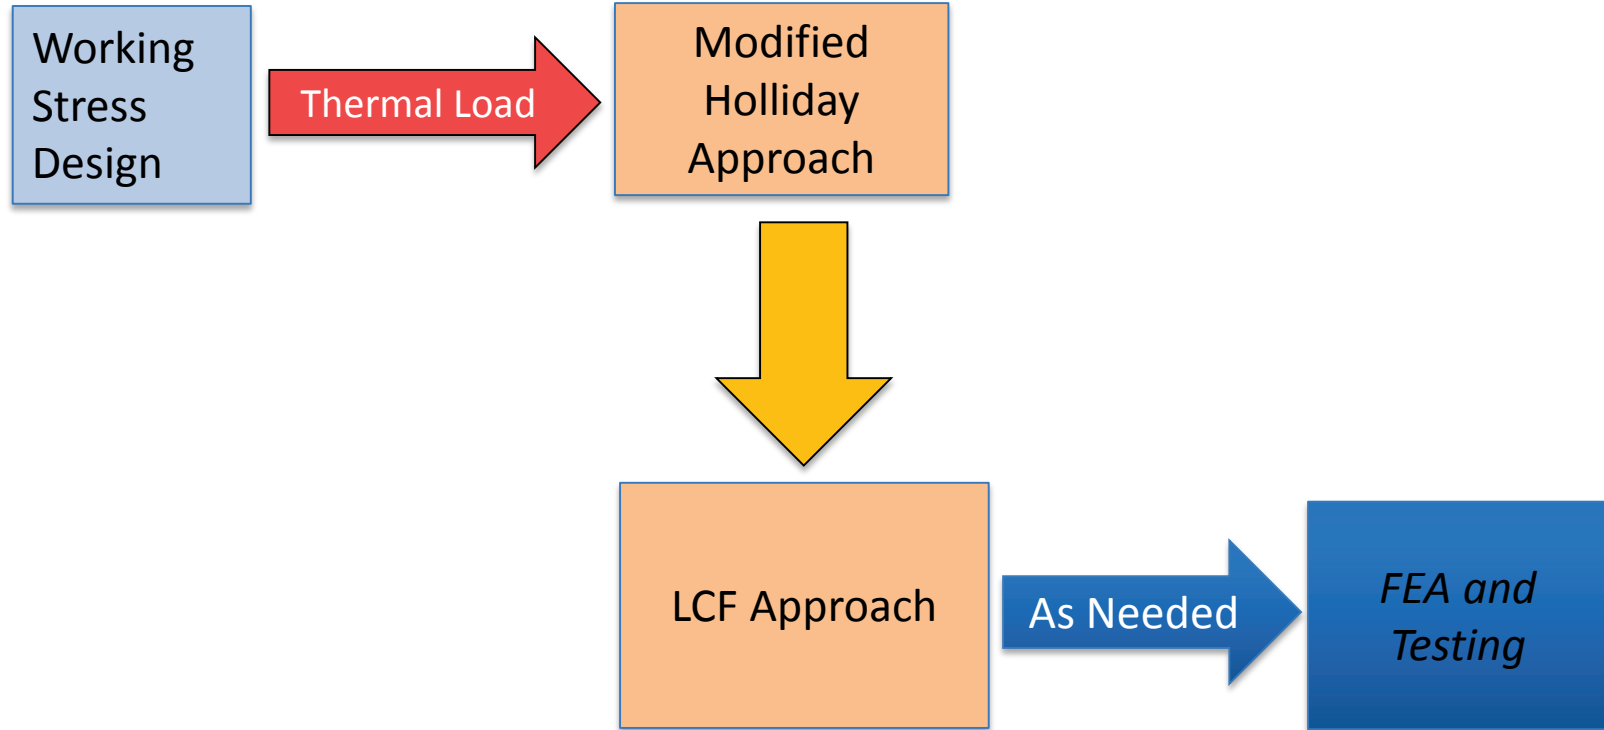 Working
Stress
Design
Thermal Load
Modified
Holliday
Approach
LCF Approach
As Needed
FEA and
Testing